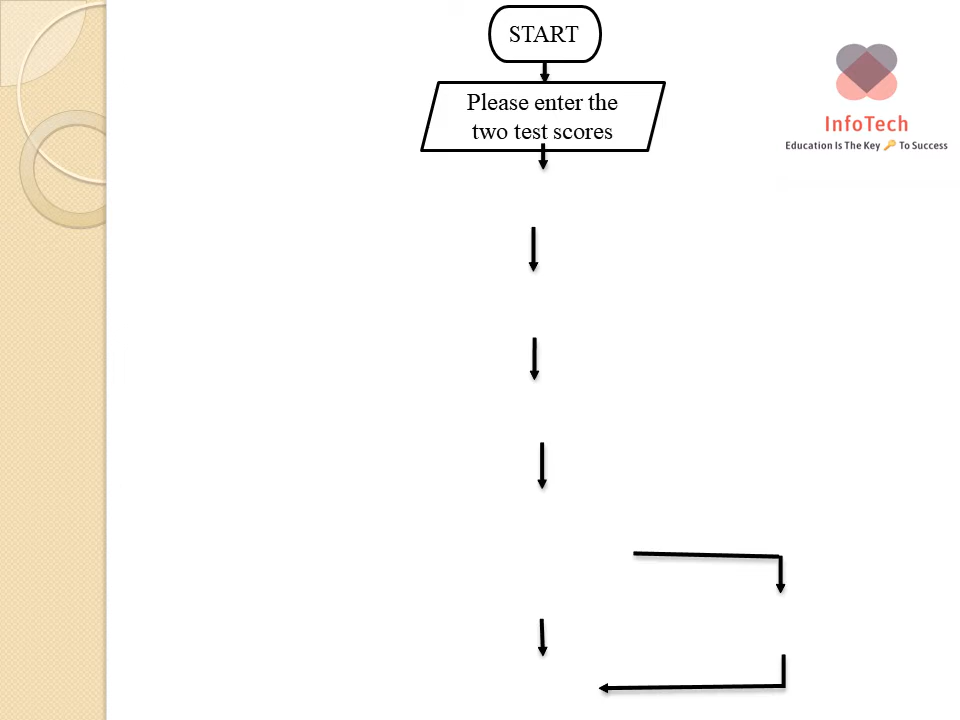 START
Please enter the
two test scores
InfoTech
Education Is The Key 🔑 To Success